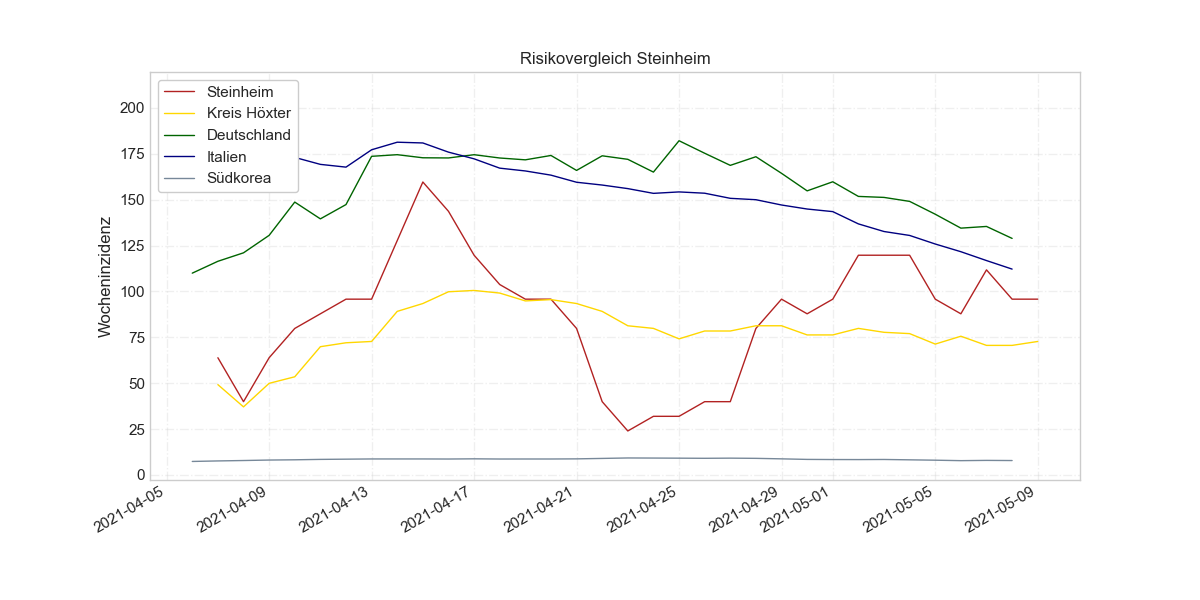 Risikovergleich Steinheim
Steinheim
Kreis Höxter
Deutschland
Italien
Südkorea
Wocheninzidenz
200
175
150
125
100
75
50
25
0
2021-04-05
2021-04-09
2021-04-13
2021-04-17
2021-04-21
2021-04-25
2021-04-29
2021-05-01
2021-05-05
2021-05-09